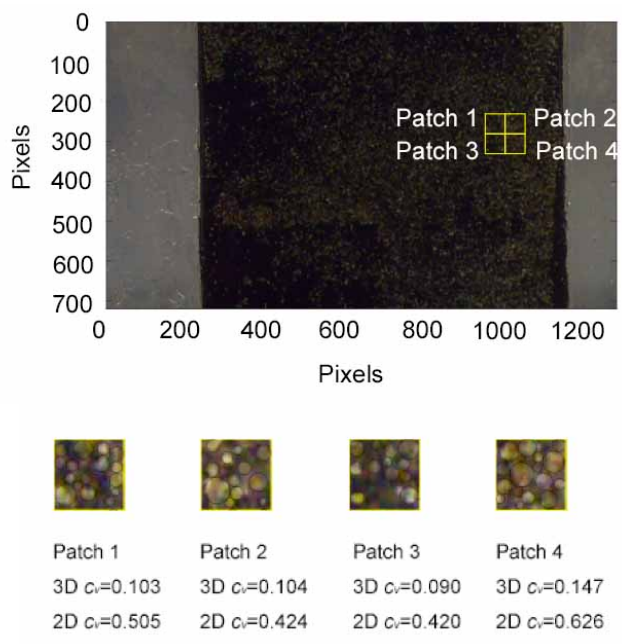 0
100
200
300
400
500
600
700
Pixels
Patch 1 Patch 2
Patch 3 Patch 4
0 200 400 600 800 1000 1200
Pixels
Patch 1 Patch 2 Patch 3 Patch 4
3D cᵥ=0.103 3D cᵥ=0.104 3D cᵥ=0.090 3D cᵥ=0.147
2D cᵥ=0.505 2D cᵥ=0.424 2D cᵥ=0.420 2D cᵥ=0.626